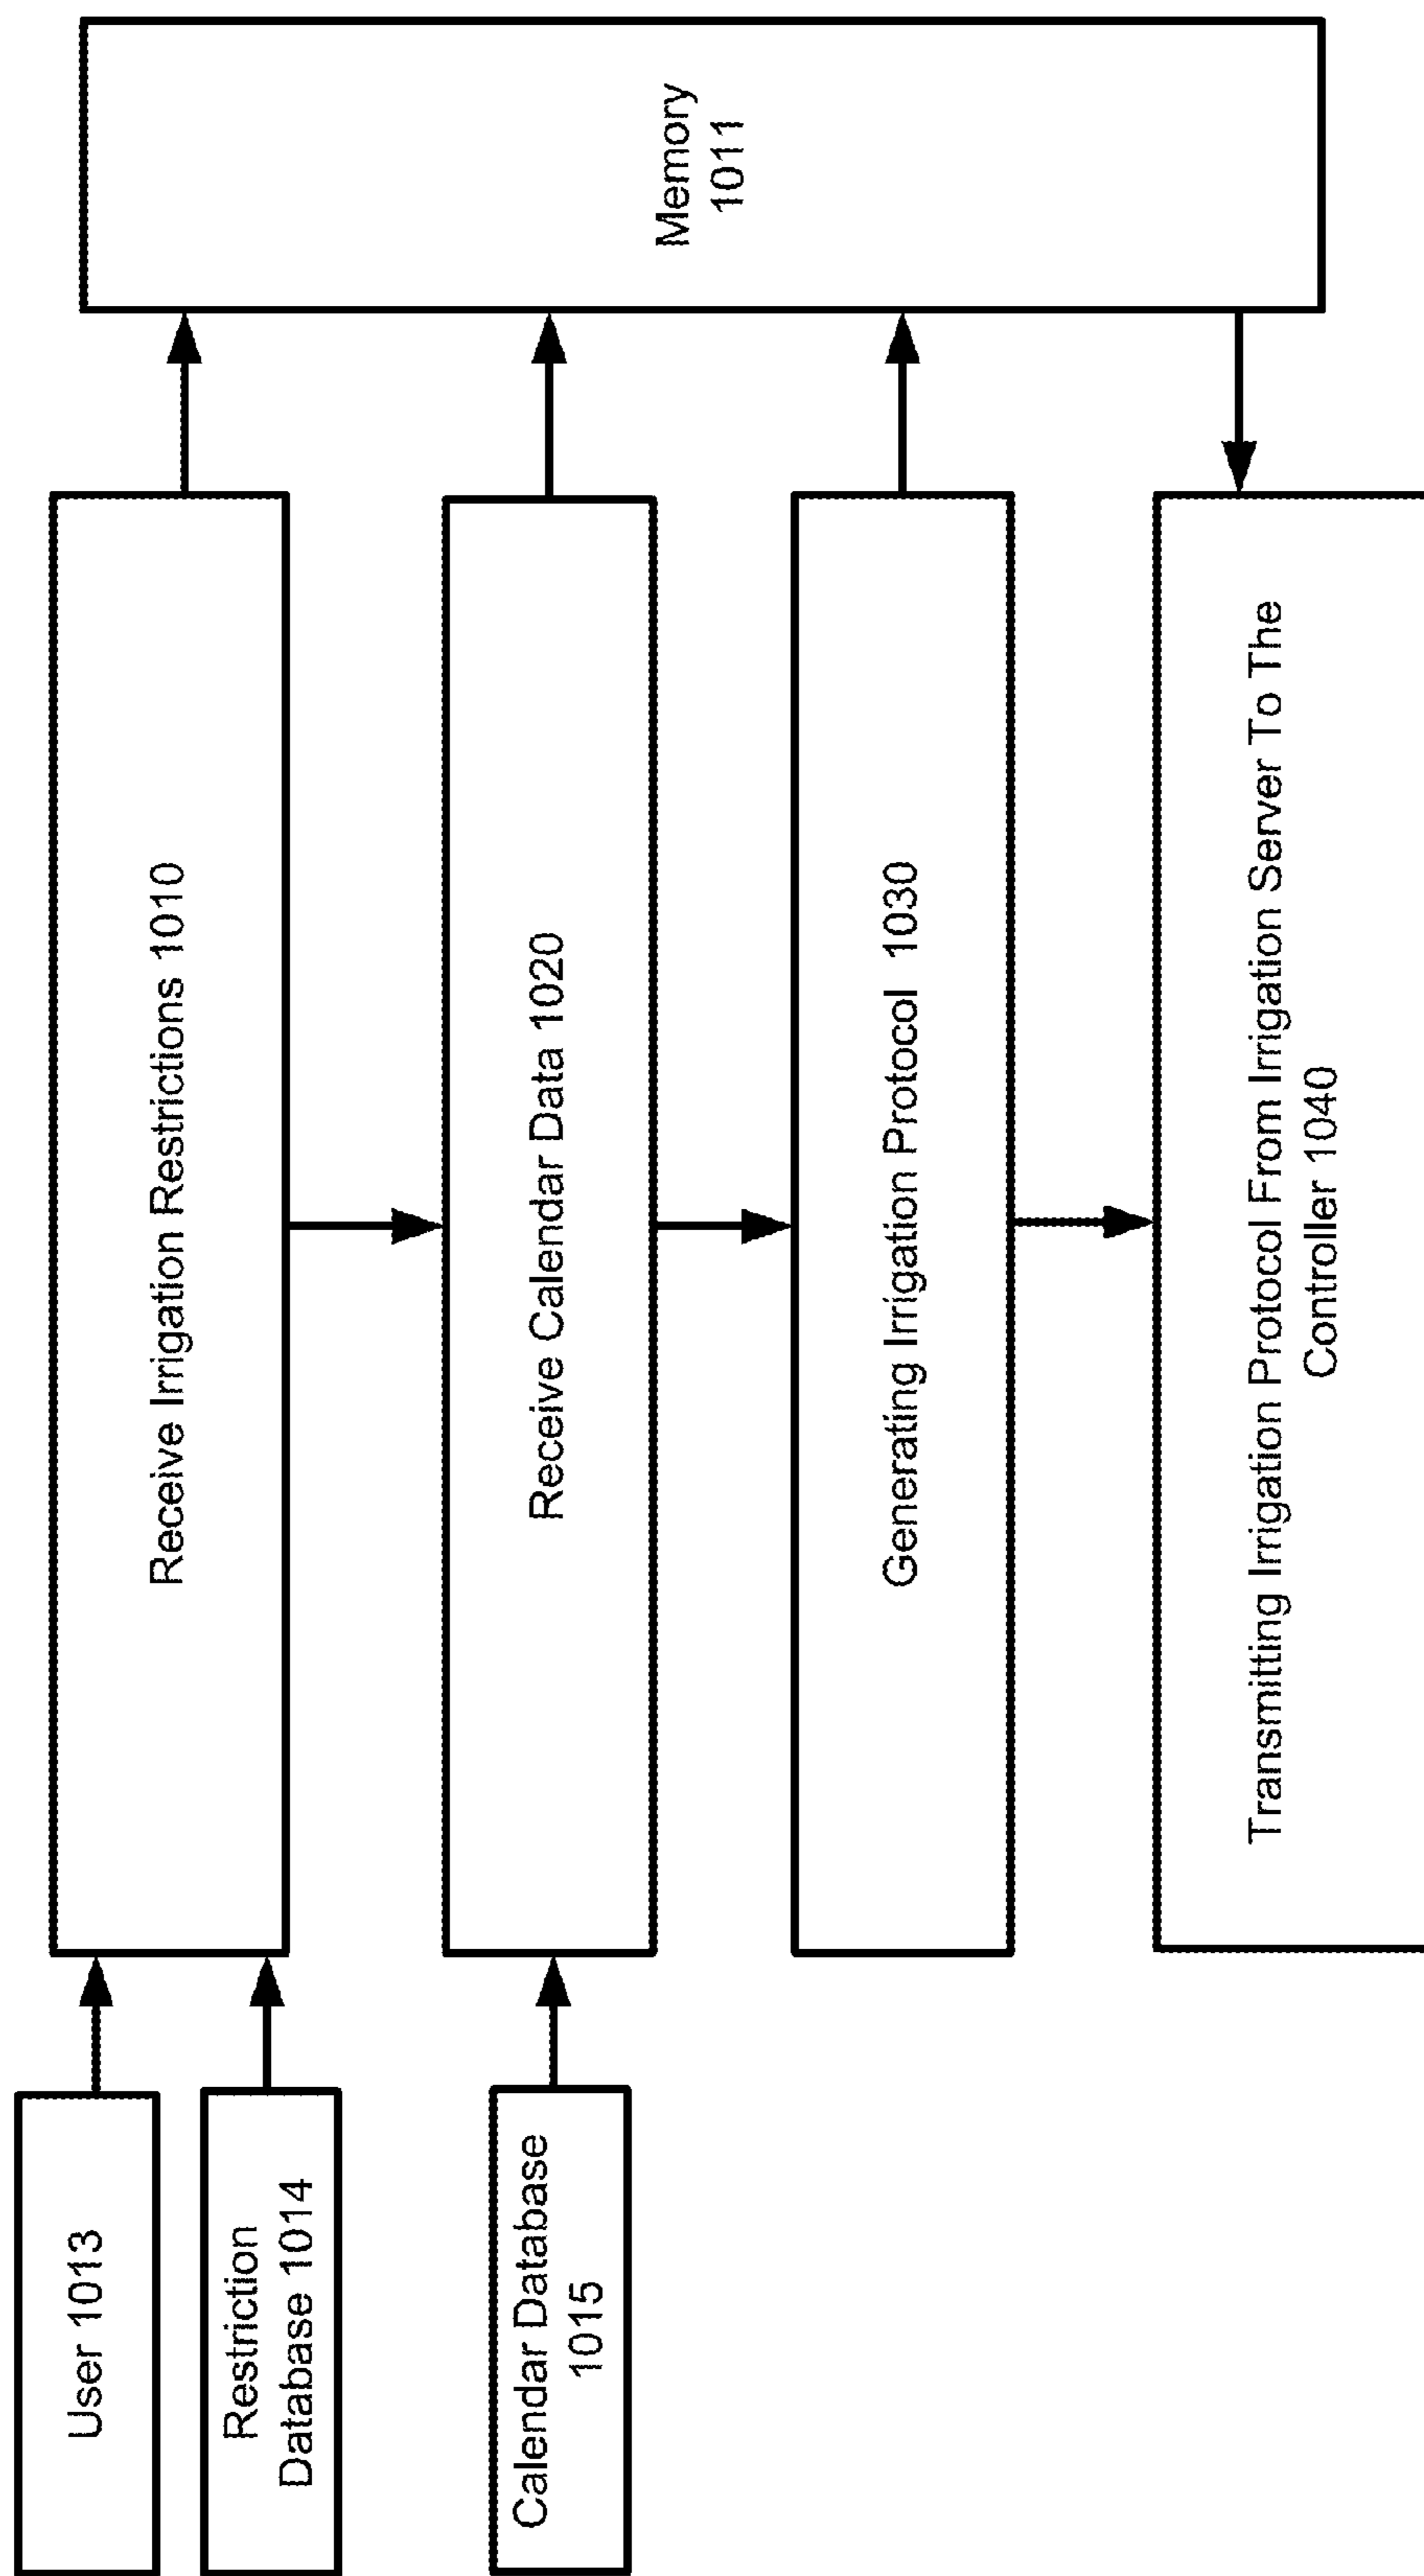 User 1013
Restriction
Database 1014
Calendar Database
1015
Receive Irrigation Restrictions 1010
Receive Calendar Data 1020
Generating Irrigation Protocol 1030
Transmitting Irrigation Protocol From Irrigation Server To The
Controller 1040
Memory
1011